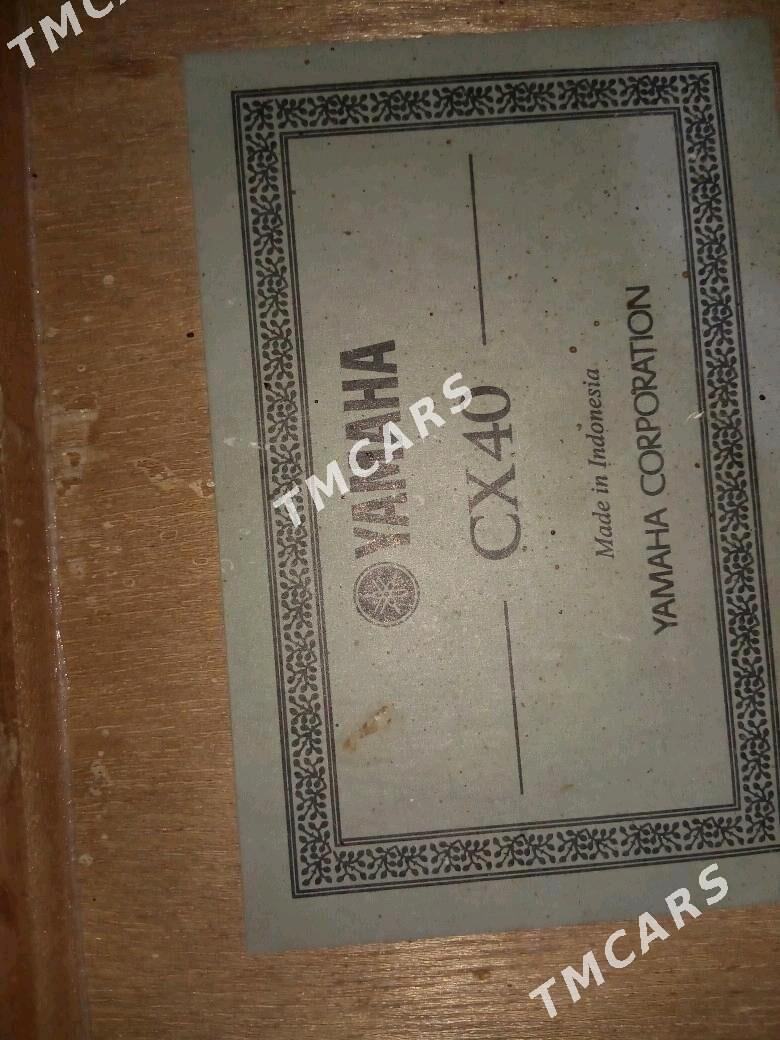 YAMAHA
CX40
Made in Indonesia
YAMAHA CORPORATION
TMCARS
TMCARS
TMCARS